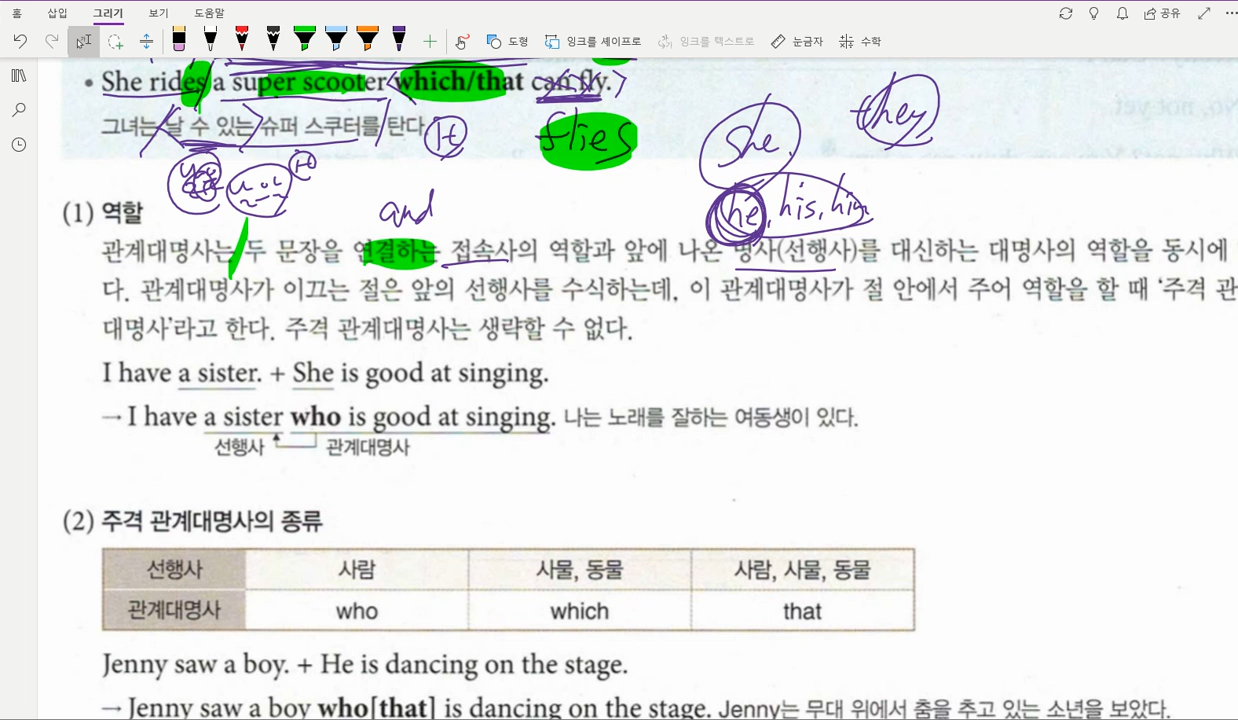 홈 삽입 그리기 보기 도움말
공유
도형 잉크를 셰이프로 잉크를 텍스트로 눈금자 수학
• She rides a super scooter which/that can fly.
they
그녀는 날 수 있는 슈퍼 스쿠터를 탄다.
It
flies
She.
it
and
he, his, him
(1) 역할
관계대명사는 두 문장을 연결하는 접속사의 역할과 앞에 나온 명사(선행사)를 대신하는 대명사의 역할을 동시에
다. 관계대명사가 이끄는 절은 앞의 선행사를 수식하는데, 이 관계대명사가 절 안에서 주어 역할을 할 때 ‘주격 관
대명사’라고 한다. 주격 관계대명사는 생략할 수 없다.
I have a sister. + She is good at singing.
→ I have a sister who is good at singing. 나는 노래를 잘하는 여동생이 있다.
선행사 관계대명사
(2) 주격 관계대명사의 종류
선행사 사람 사물, 동물 사람, 사물, 동물
관계대명사 who which that
Jenny saw a boy. + He is dancing on the stage.
→ Jenny saw a boy who[that] is dancing on the stage. Jenny는 무대 위에서 춤을 추고 있는 소년을 보았다.